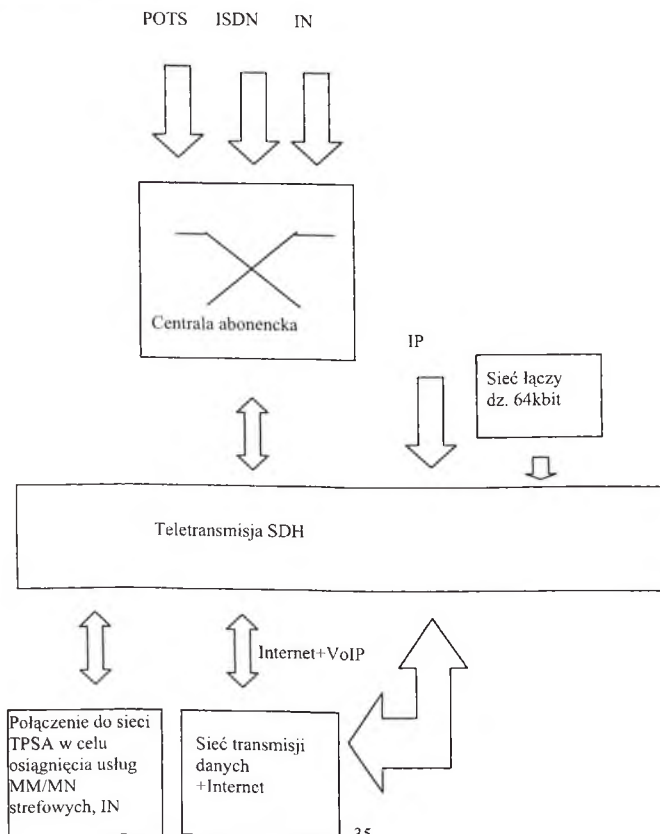 POTS ISDN IN
Centrala abonencka
IP
Sieć łączy
dz. 64kbit
Teletransmisja SDH
Internet+VoIP
Połączenie do sieci
TPSA w celu
osiągnięcia usług
MM/MN
strefowych, IN
Sieć transmisji
danych
+Internet
35